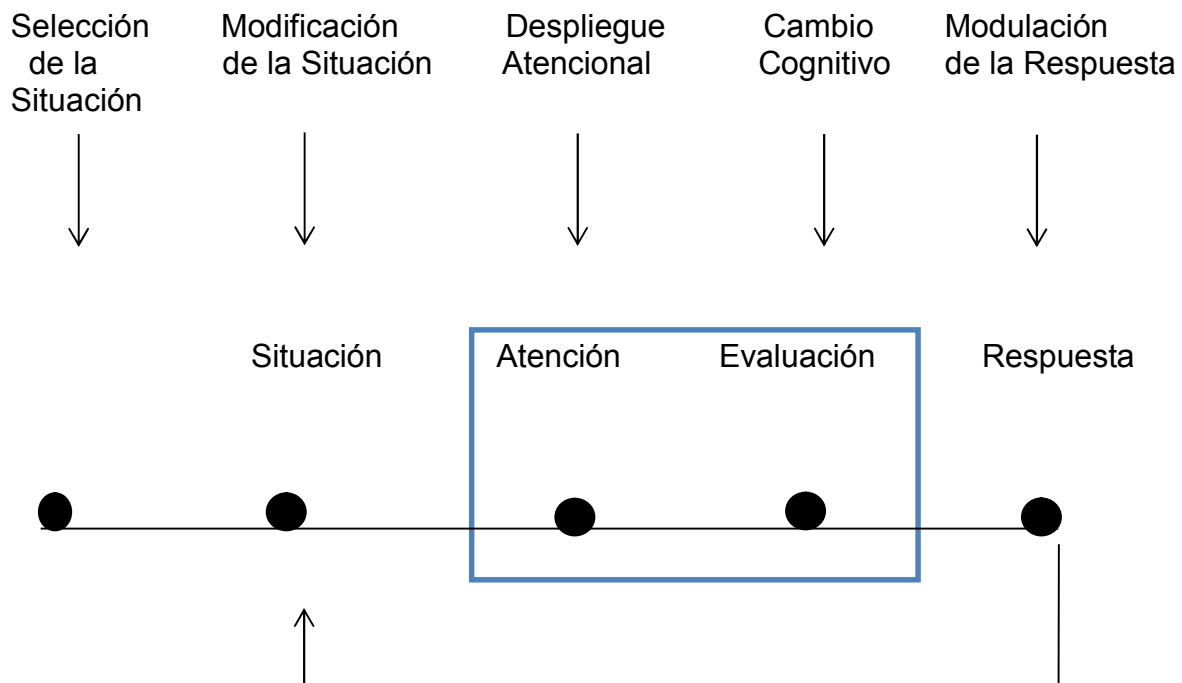 Selección
de la
Situación
Modificación
de la Situación
Despliegue
Atencional
Cambio
Cognitivo
Modulación
de la Respuesta
Situación
Atención
Evaluación
Respuesta